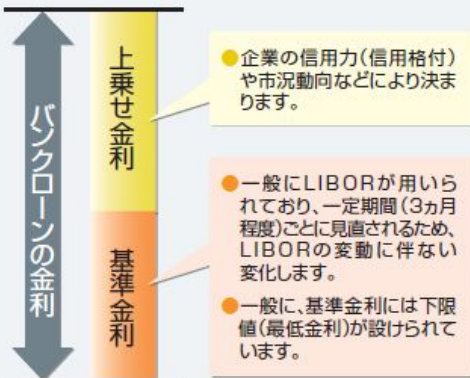 バンクローンの金利
上乗せ金利
●企業の信用力(信用格付)
や市況動向などにより決ま
ります。
基準金利
●一般にLIBORが用いら
れており、一定期間(3ヵ月
程度)ごとに見直されるため、
LIBORの変動に伴ない
変化します。
●一般に、基準金利には下限
値(最低金利)が設けられて
います。